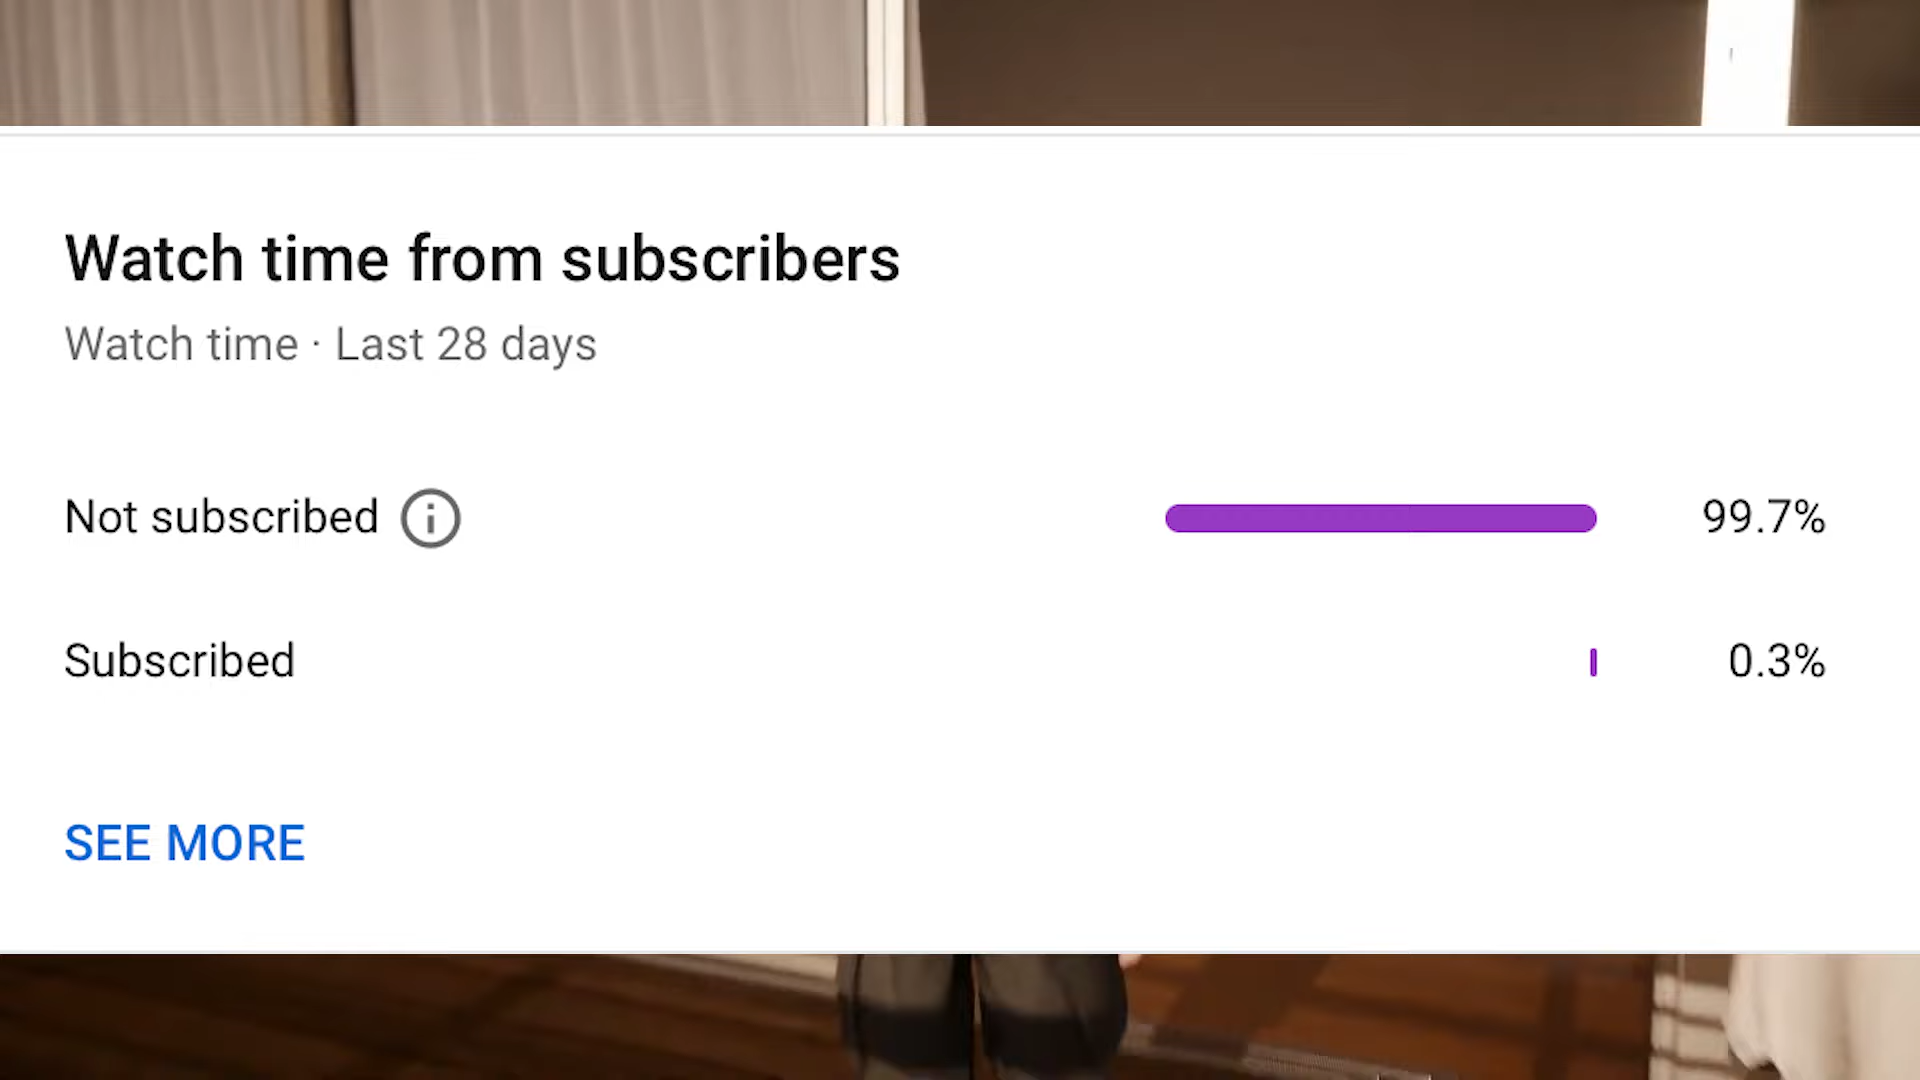 Watch time from subscribers
Watch time · Last 28 days
Not subscribed 99.7%
Subscribed 0.3%
SEE MORE